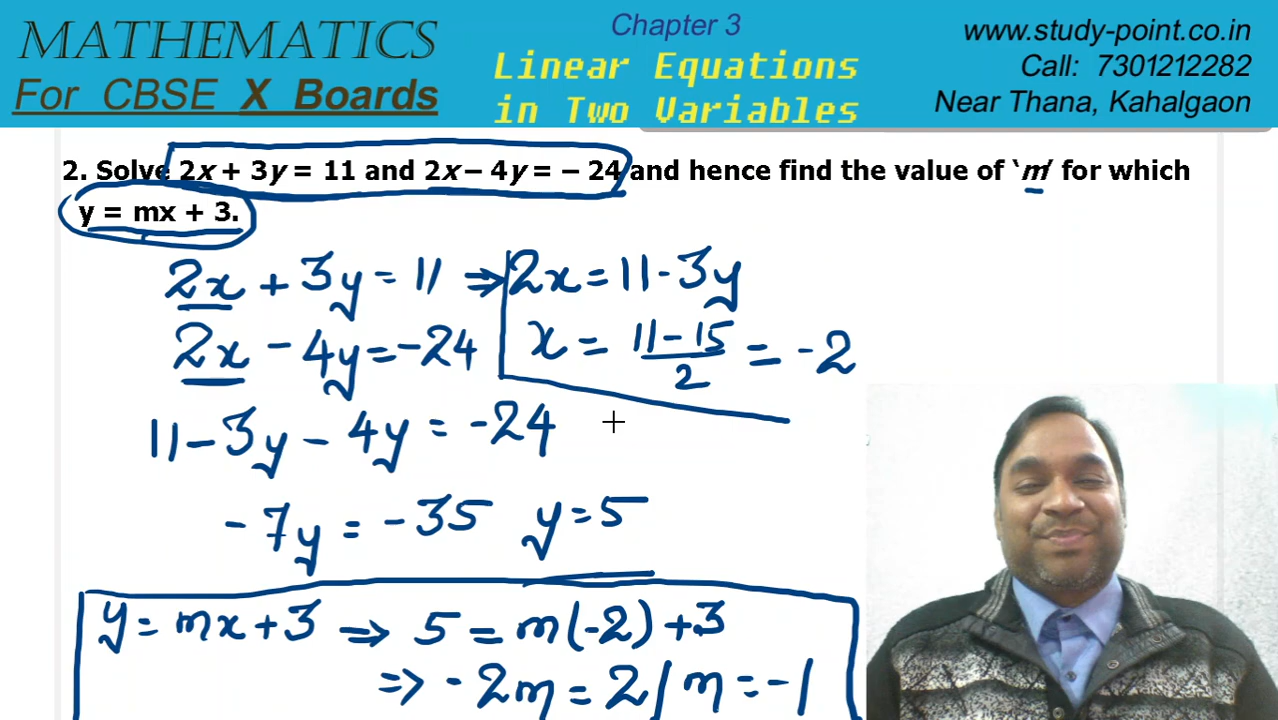 MATHEMATICS
For CBSE X Boards
Chapter 3
Linear Equations
in Two Variables
www.study-point.co.in
Call: 7301212282
Near Thana, Kahalgaon
2. Solve 2x + 3y = 11 and 2x – 4y = – 24 and hence find the value of ‘m’ for which
y = mx + 3.
2x + 3y = 11 ⇒ 2x = 11 - 3y
2x - 4y = -24 x = 11 - 15 / 2 = -2
11 - 3y - 4y = -24
-7y = -35 y = 5
y = mx + 3 ⇒ 5 = m(-2) + 3
⇒ -2m = 2 / m = -1